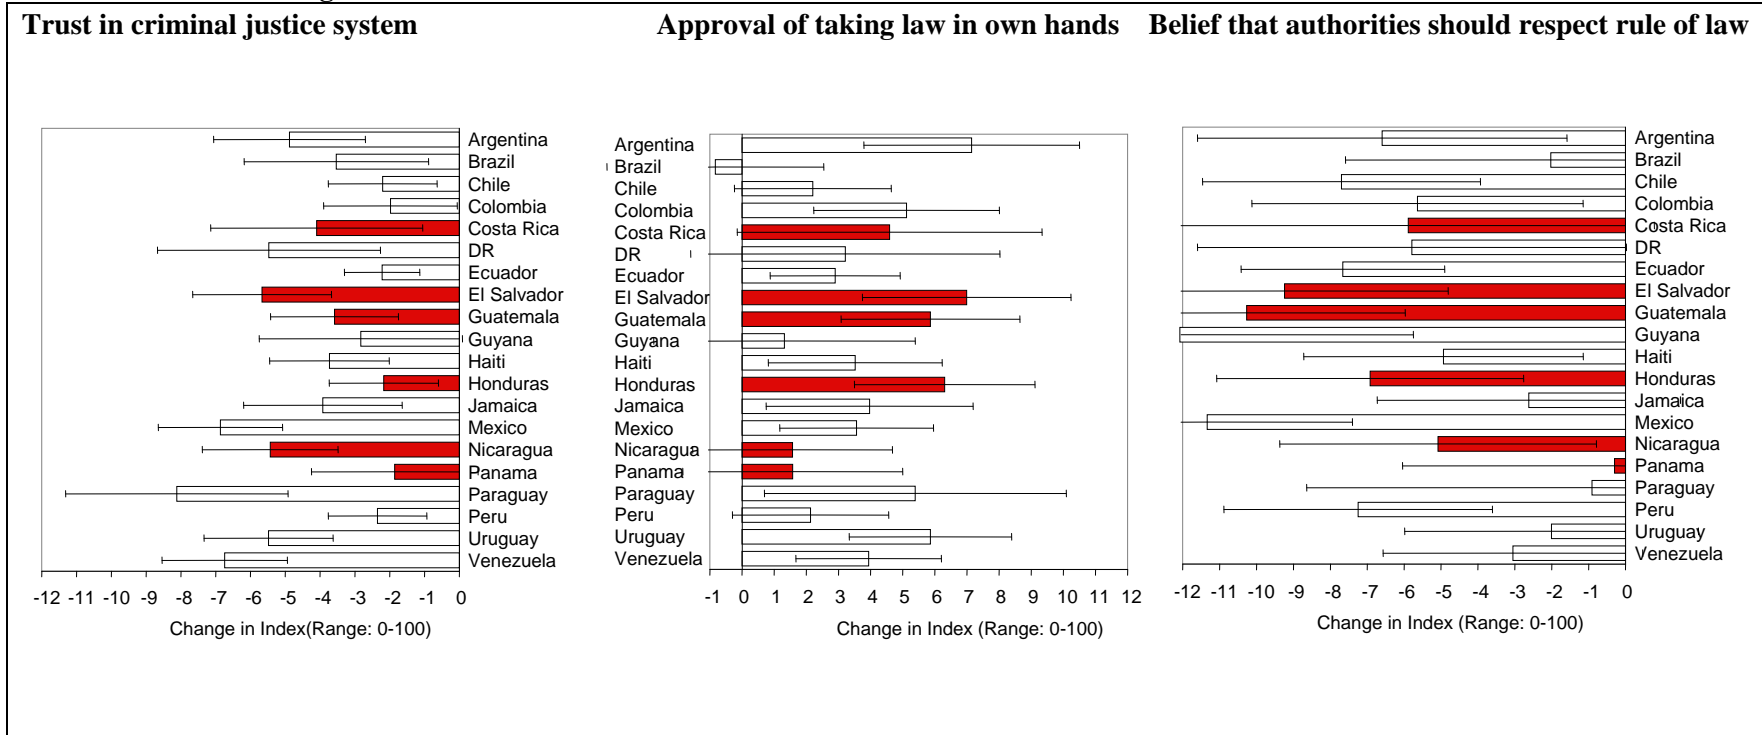 Trust in criminal justice system
Argentina
Brazil
Chile
Colombia
Costa Rica
DR
Ecuador
El Salvador
Guatemala
Guyana
Haiti
Honduras
Jamaica
Mexico
Nicaragua
Panama
Paraguay
Peru
Uruguay
Venezuela
-12 -11 -10 -9 -8 -7 -6 -5 -4 -3 -2 -1 0
Change in Index(Range: 0-100)
Approval of taking law in own hands
Argentina
Brazil
Chile
Colombia
Costa Rica
DR
Ecuador
El Salvador
Guatemala
Guyana
Haiti
Honduras
Jamaica
Mexico
Nicaragua
Panama
Paraguay
Peru
Uruguay
Venezuela
-1 0 1 2 3 4 5 6 7 8 9 10 11 12
Change in Index (Range: 0-100)
Belief that authorities should respect rule of law
Argentina
Brazil
Chile
Colombia
Costa Rica
DR
Ecuador
El Salvador
Guatemala
Guyana
Haiti
Honduras
Jamaica
Mexico
Nicaragua
Panama
Paraguay
Peru
Uruguay
Venezuela
-12 -11 -10 -9 -8 -7 -6 -5 -4 -3 -2 -1 0
Change in Index (Range: 0-100)